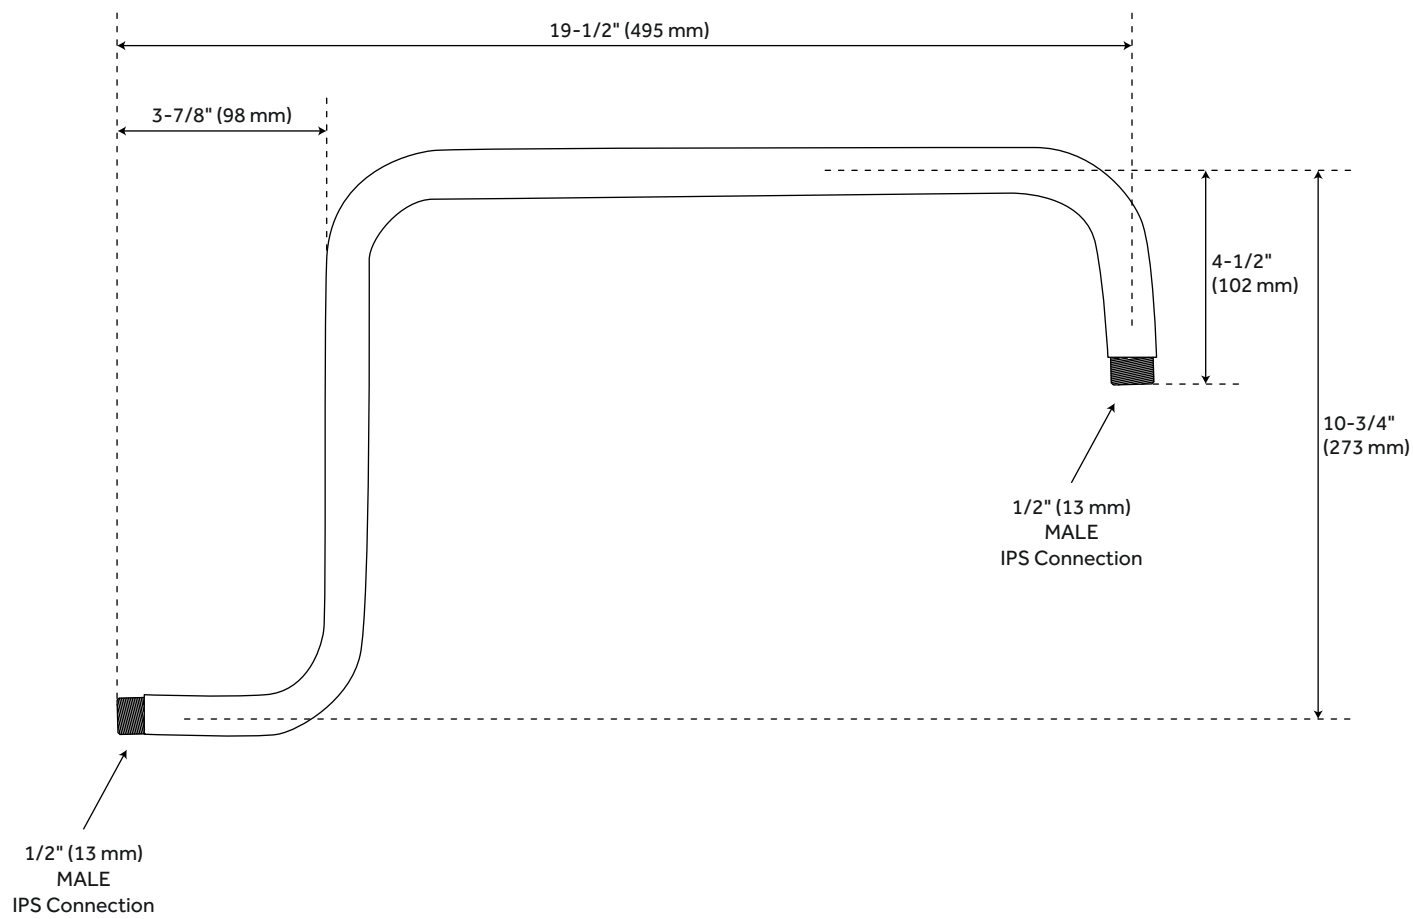 19-1/2" (495 mm)
3-7/8" (98 mm)
4-1/2"
(102 mm)
10-3/4"
(273 mm)
1/2" (13 mm)
MALE
IPS Connection
1/2" (13 mm)
MALE
IPS Connection